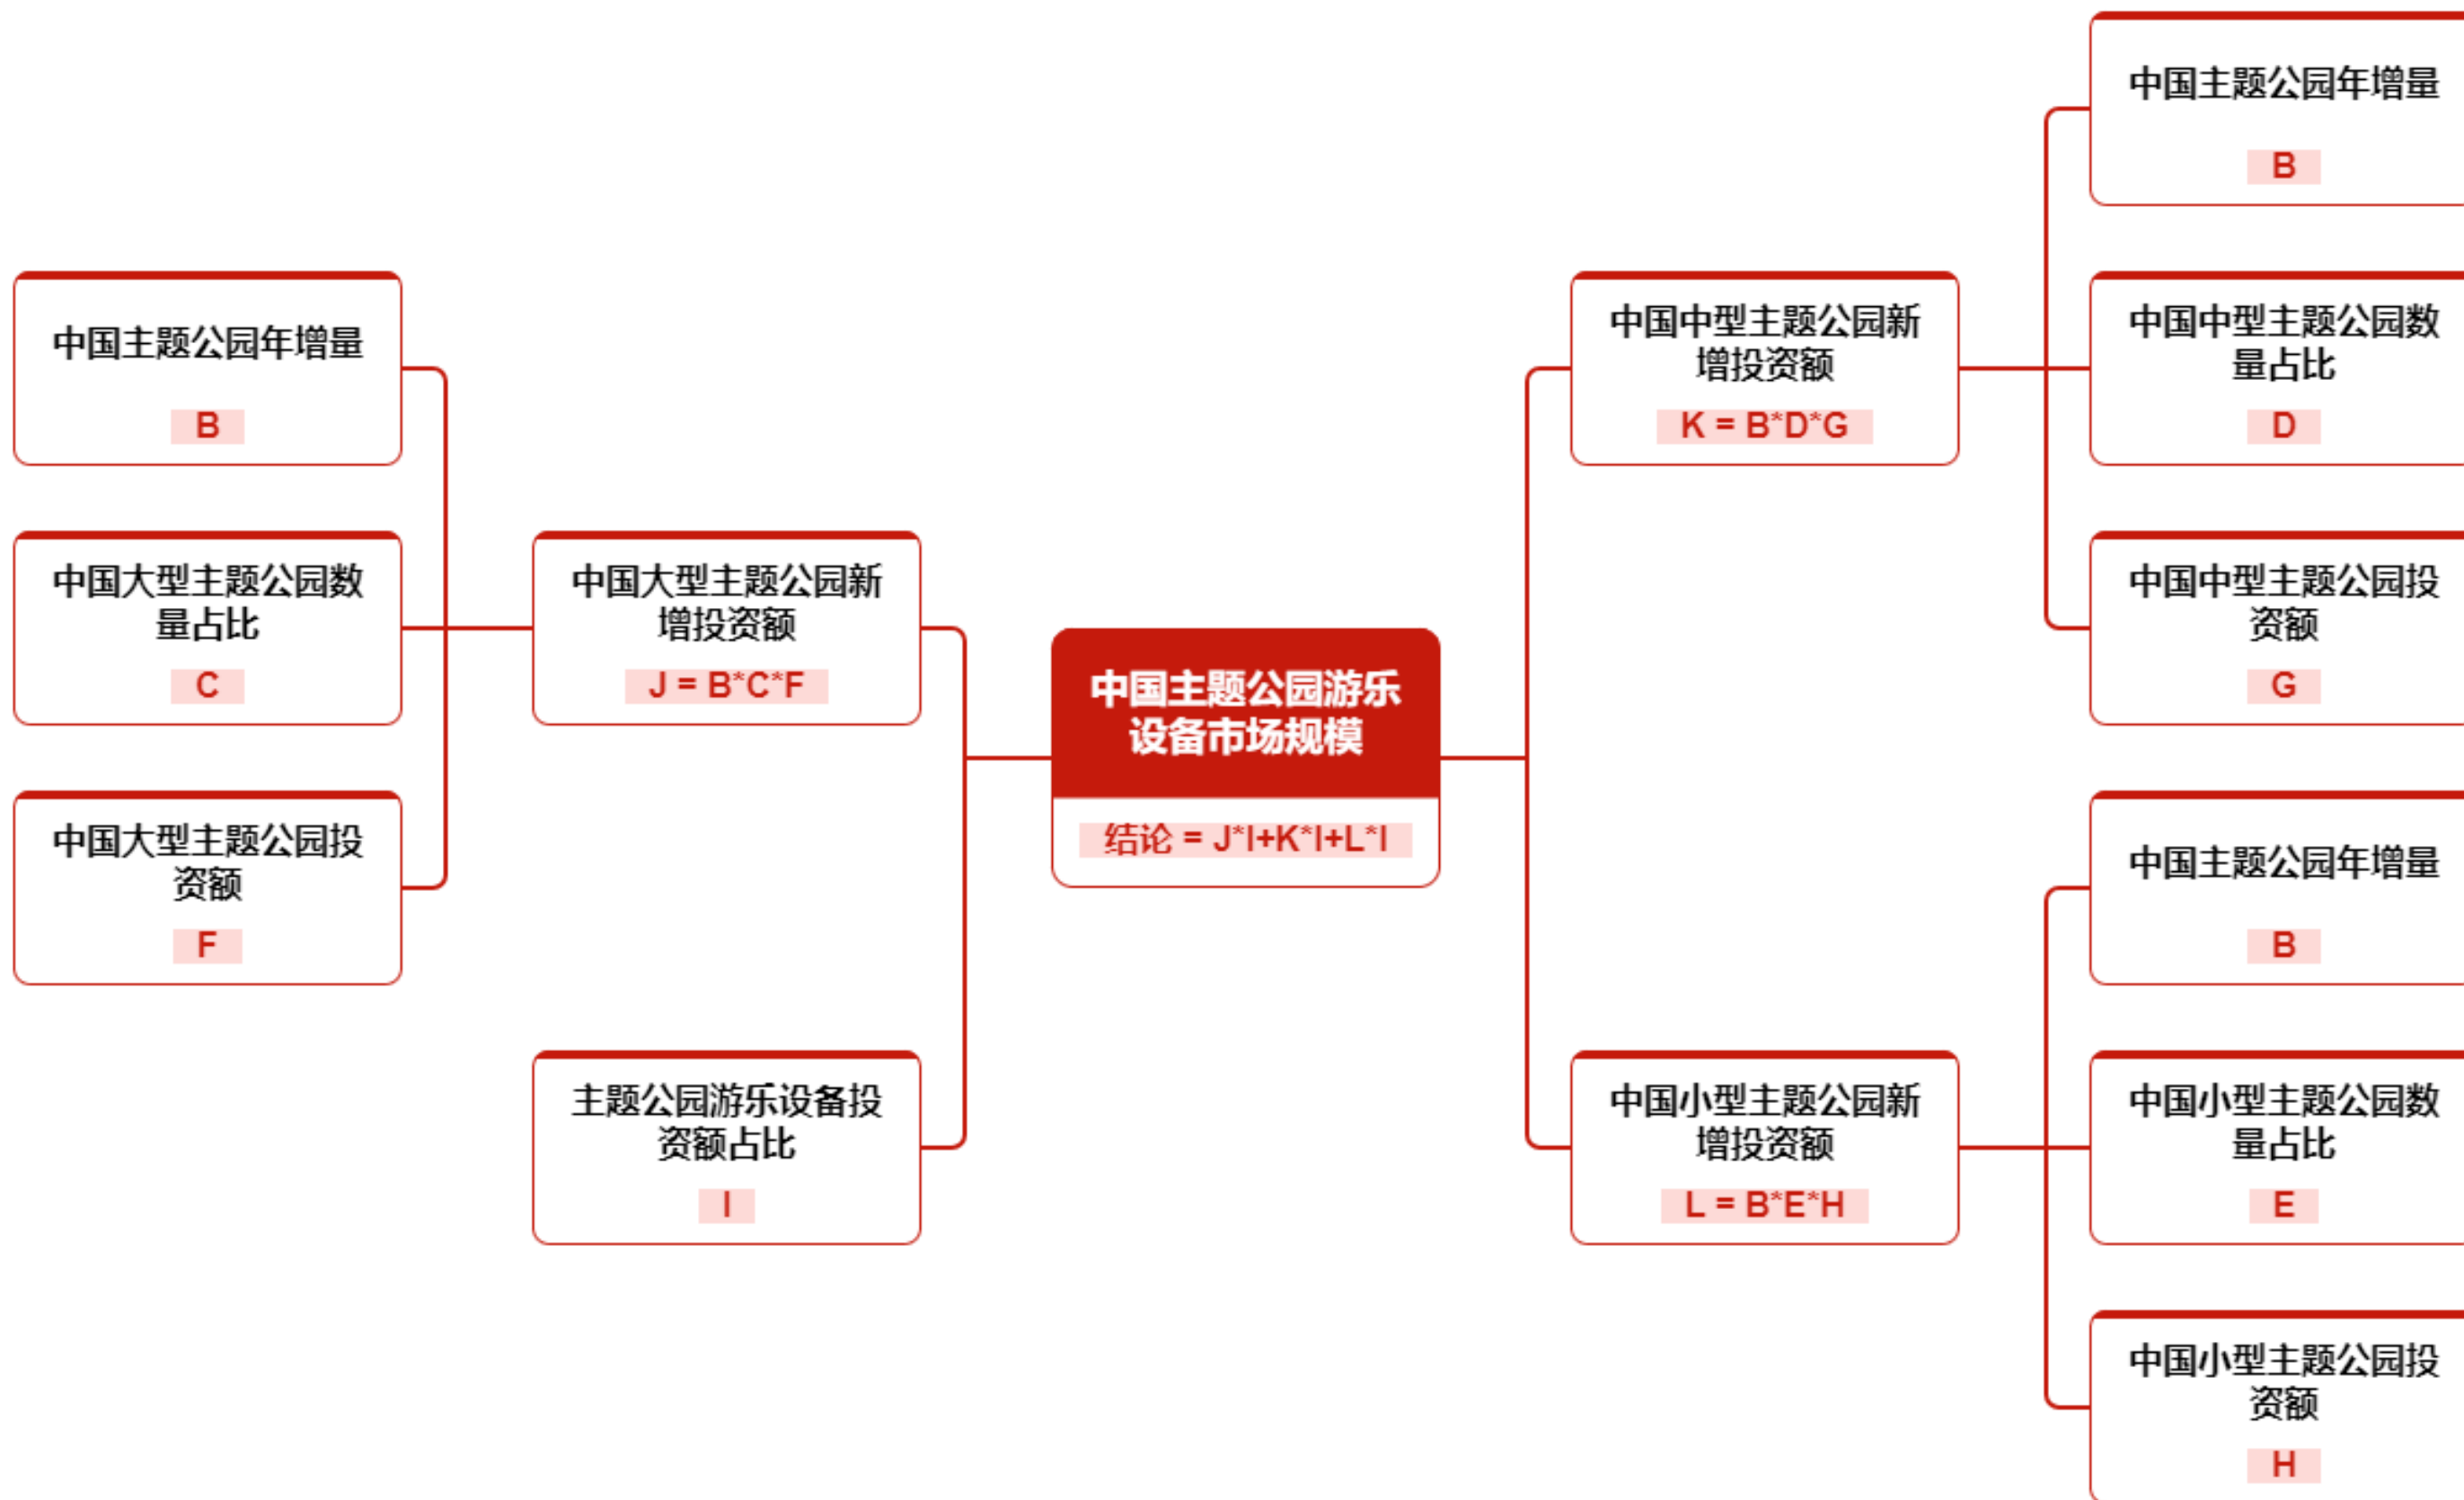 中国主题公园年增量
B
中国大型主题公园数
量占比
C
中国大型主题公园投
资额
F
中国大型主题公园新
增投资额
J = B*C*F
主题公园游乐设备投
资额占比
I
中国主题公园游乐
设备市场规模
结论 = J*I+K*I+L*I
中国中型主题公园新
增投资额
K = B*D*G
中国小型主题公园新
增投资额
L = B*E*H
中国主题公园年增量
B
中国中型主题公园数
量占比
D
中国中型主题公园投
资额
G
中国主题公园年增量
B
中国小型主题公园数
量占比
E
中国小型主题公园投
资额
H